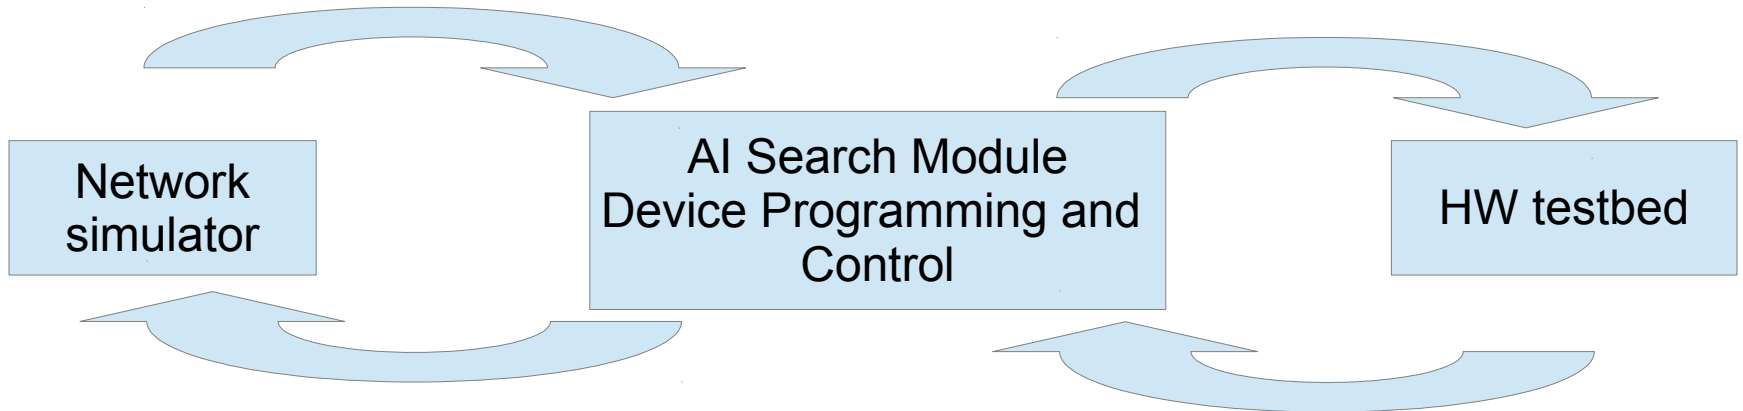 Network
simulator
AI Search Module
Device Programming and
Control
HW testbed